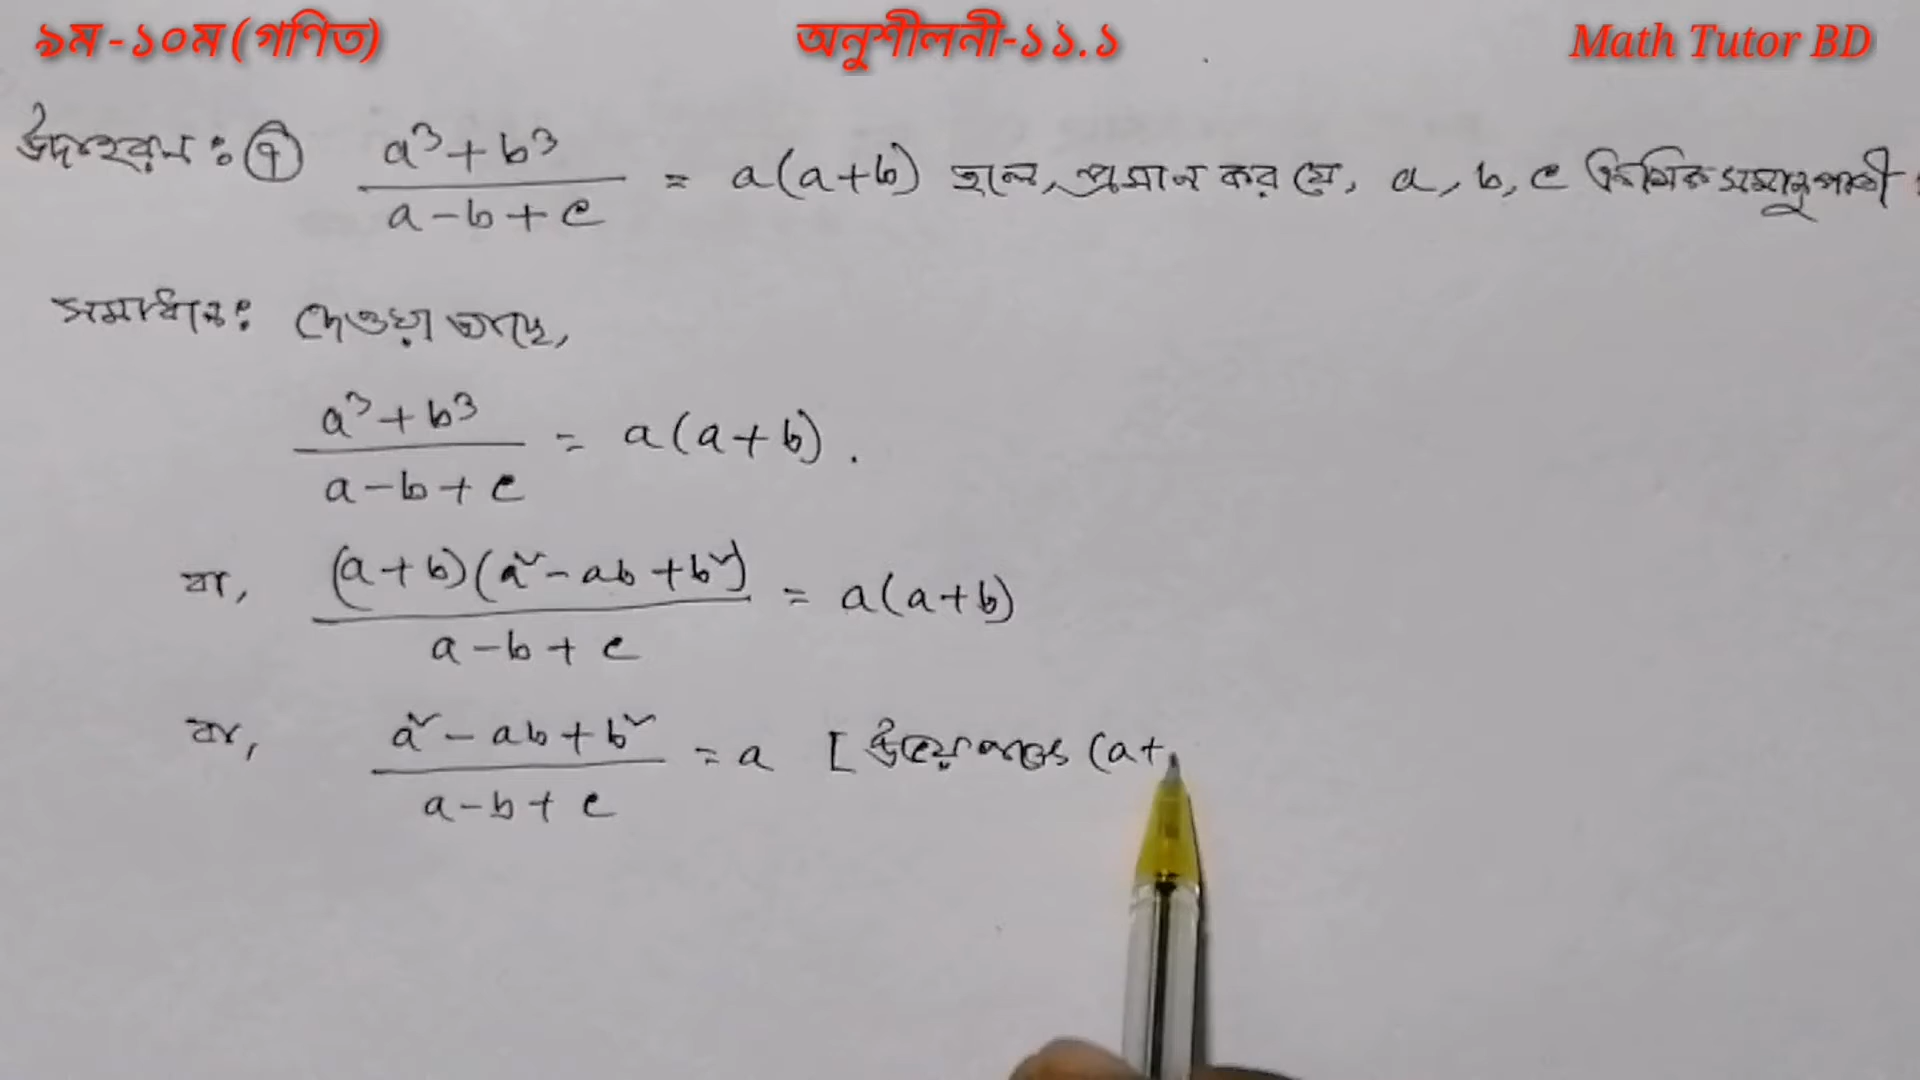 ৯ম-১০ম(গণিত) অনুশীলনী-১১.১ Math Tutor BD
উদাহরণ: ৭ (a³+b³)/(a-b+c) = a(a+b) হলে, প্রমান কর যে, a, b, c ক্রমিক সমানুপাতী।
সমাধান: দেওয়া আছে,
(a³+b³)/(a-b+c) = a(a+b).
বা, ((a+b)(a²-ab+b²))/(a-b+c) = a(a+b)
বা, (a²-ab+b²)/(a-b+c) = a [উভয়পক্ষকে (a+